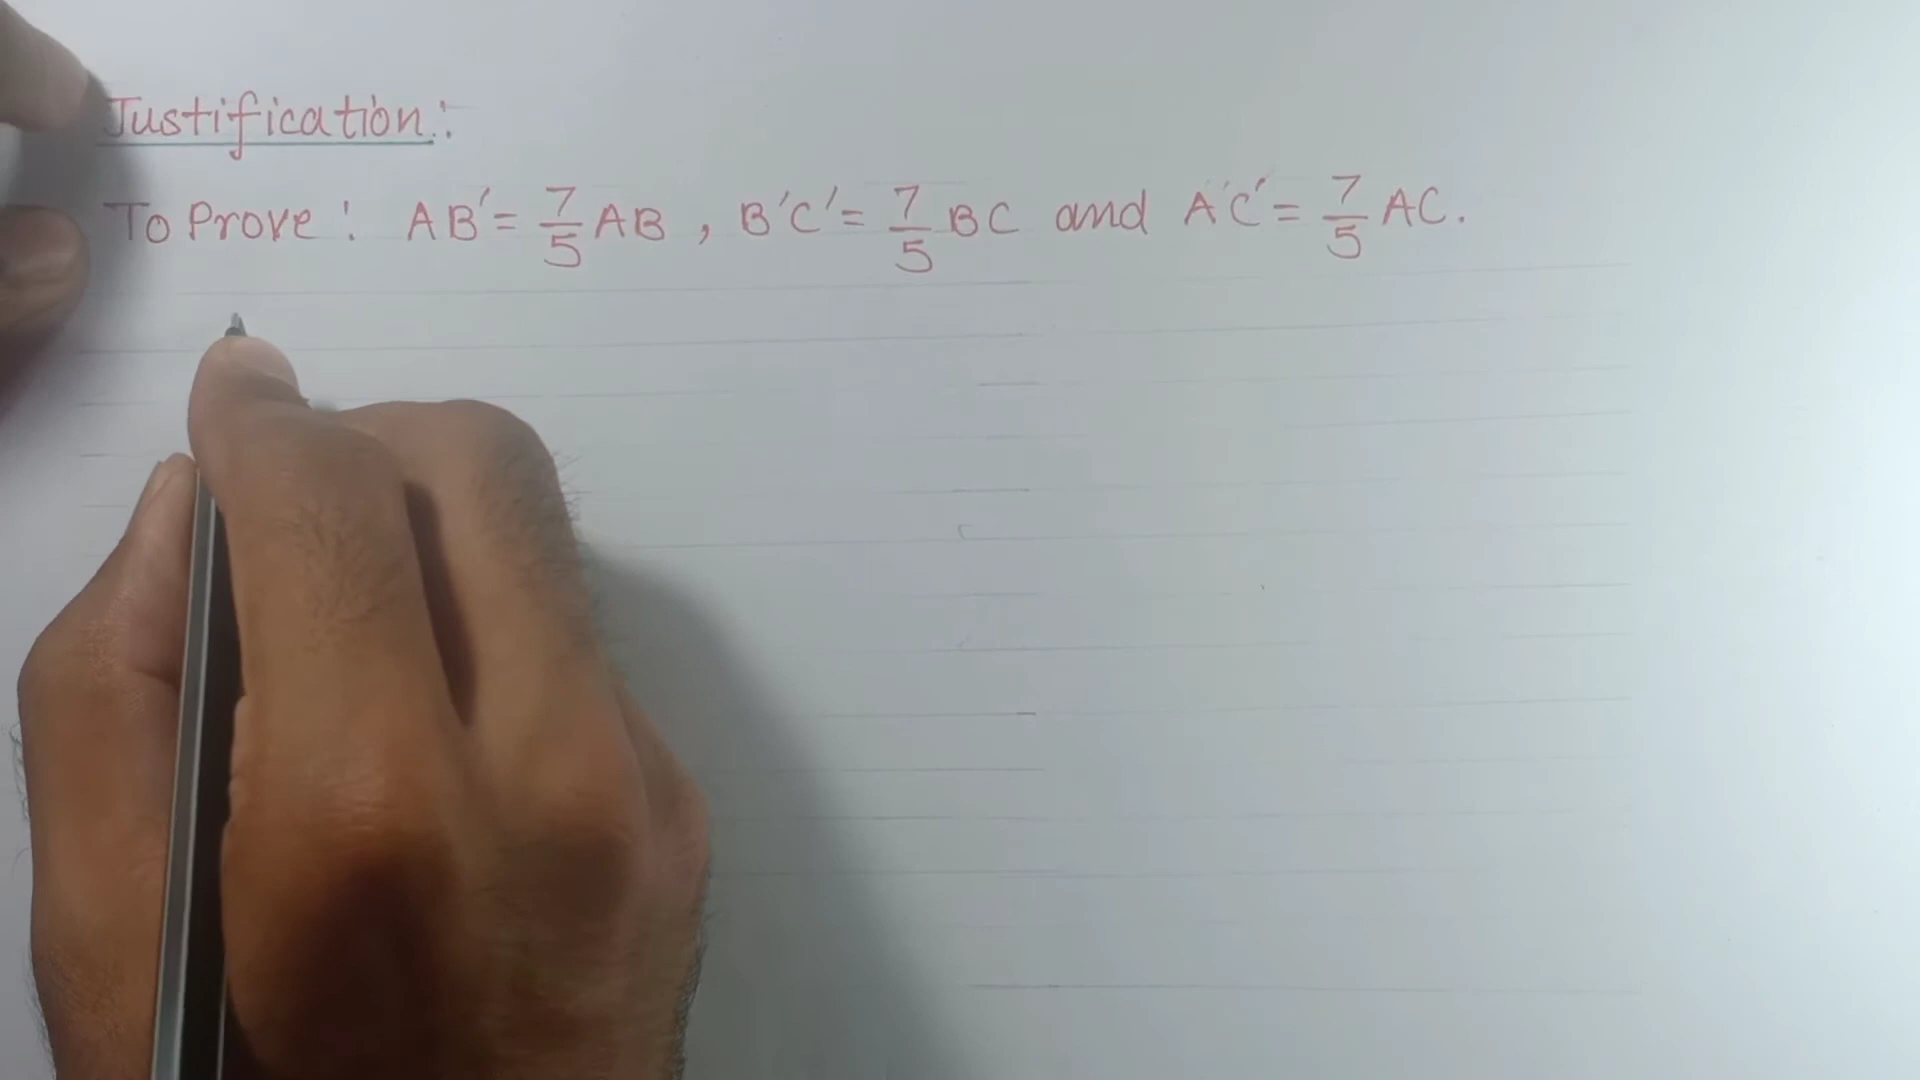 Justification:
To Prove: AB' = 7/5 AB, B'C' = 7/5 BC and A'C' = 7/5 AC.